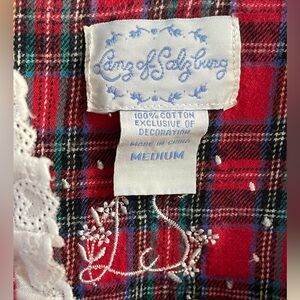 Lanz of Salzburg
100% COTTON
EXCLUSIVE OF
DECORATION
MADE IN CHINA
MEDIUM